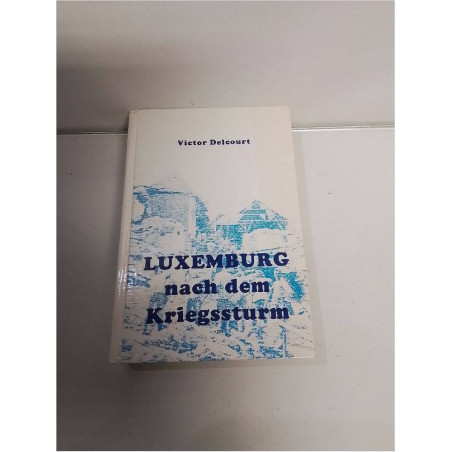 Victor Delcourt
LUXEMBURG
nach dem
Kriegssturm